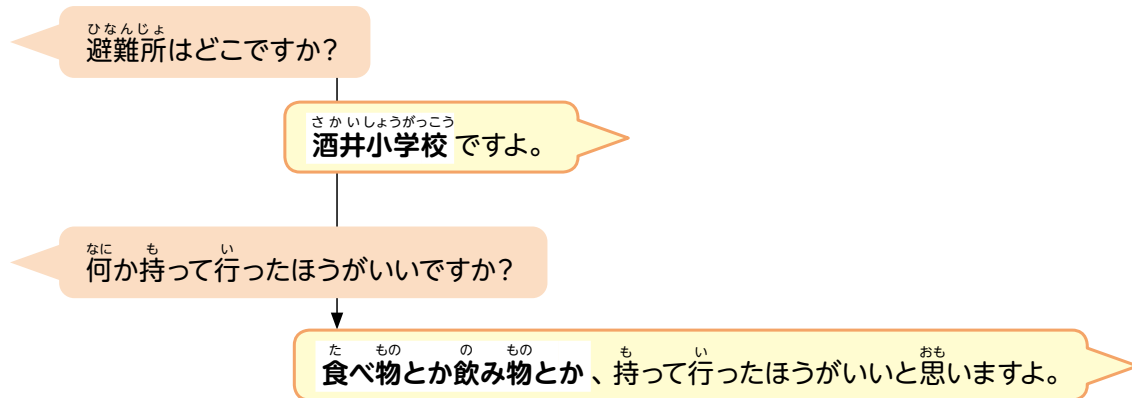 ひなんじょ
避難所はどこですか?
さかいしょうがっこう
酒井小学校 ですよ。
なに も い
何か持って行ったほうがいいですか?
た もの の もの も い おも
食べ物とか飲み物とか 、持って行ったほうがいいと思いますよ。